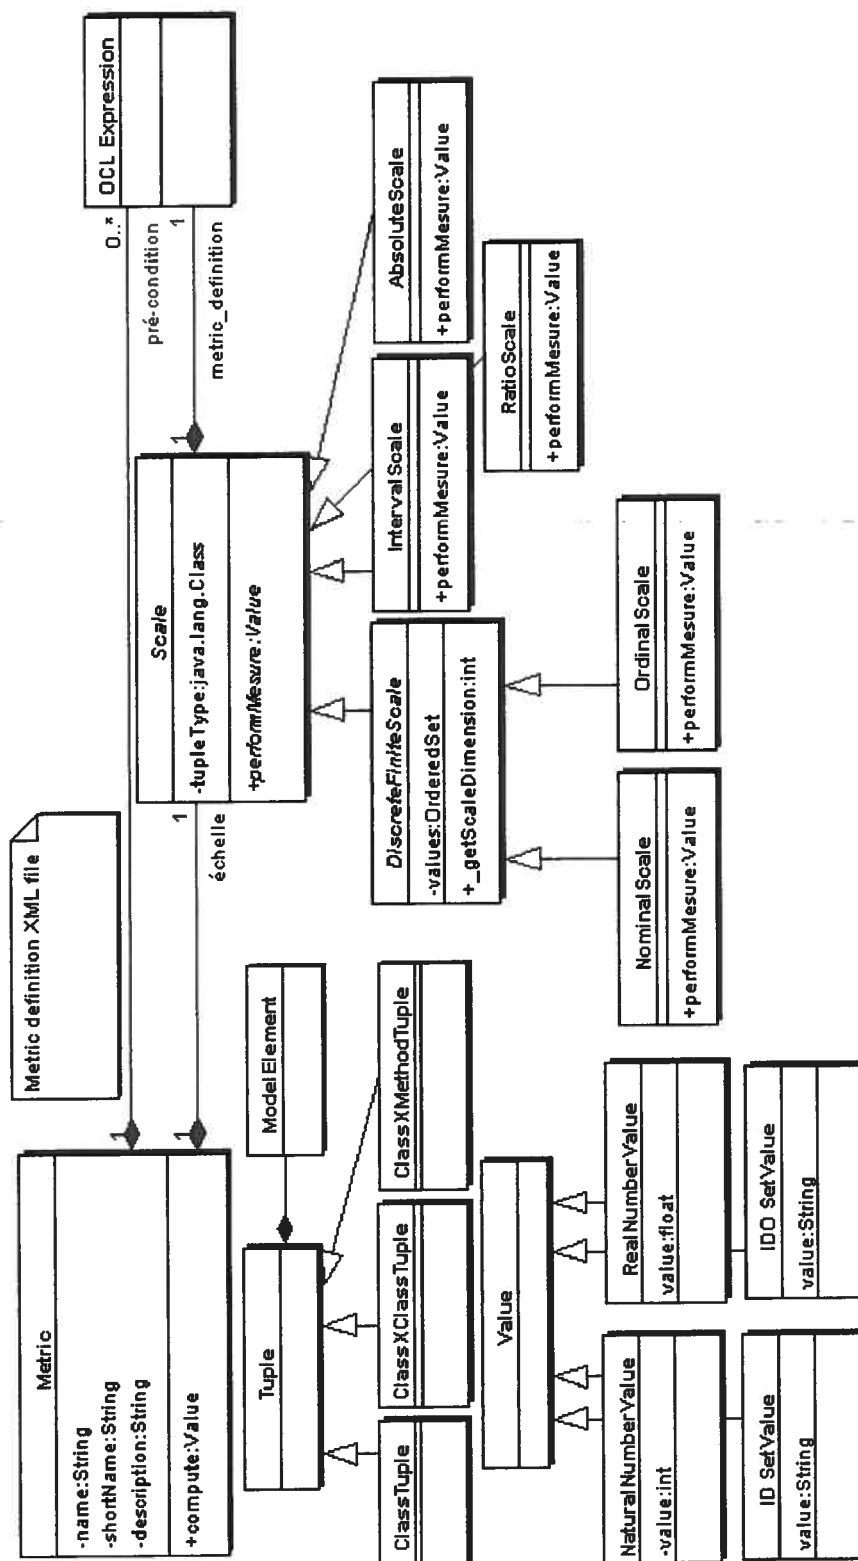 Metric
-name:String
-shortName:String
-description:String
+compute:Value
Metric definition XML file
1
1
0..*
pré-condition
OCL Expression
1
metric_definition
1
Scale
-tupleType:java.lang.Class
+performMesure:Value
1
échelle
Tuple
ModelElement
ClassTuple
ClassXClassTuple
ClassXMethodTuple
DiscreteFiniteScale
-values:OrderedSet
+_getScaleDimension:int
IntervalScale
+performMesure:Value
AbsoluteScale
+performMesure:Value
RatioScale
+performMesure:Value
NominalScale
+performMesure:Value
OrdinalScale
+performMesure:Value
Value
NaturalNumberValue
-value:int
RealNumberValue
value:float
ID SetValue
value:String
IDO SetValue
value:String